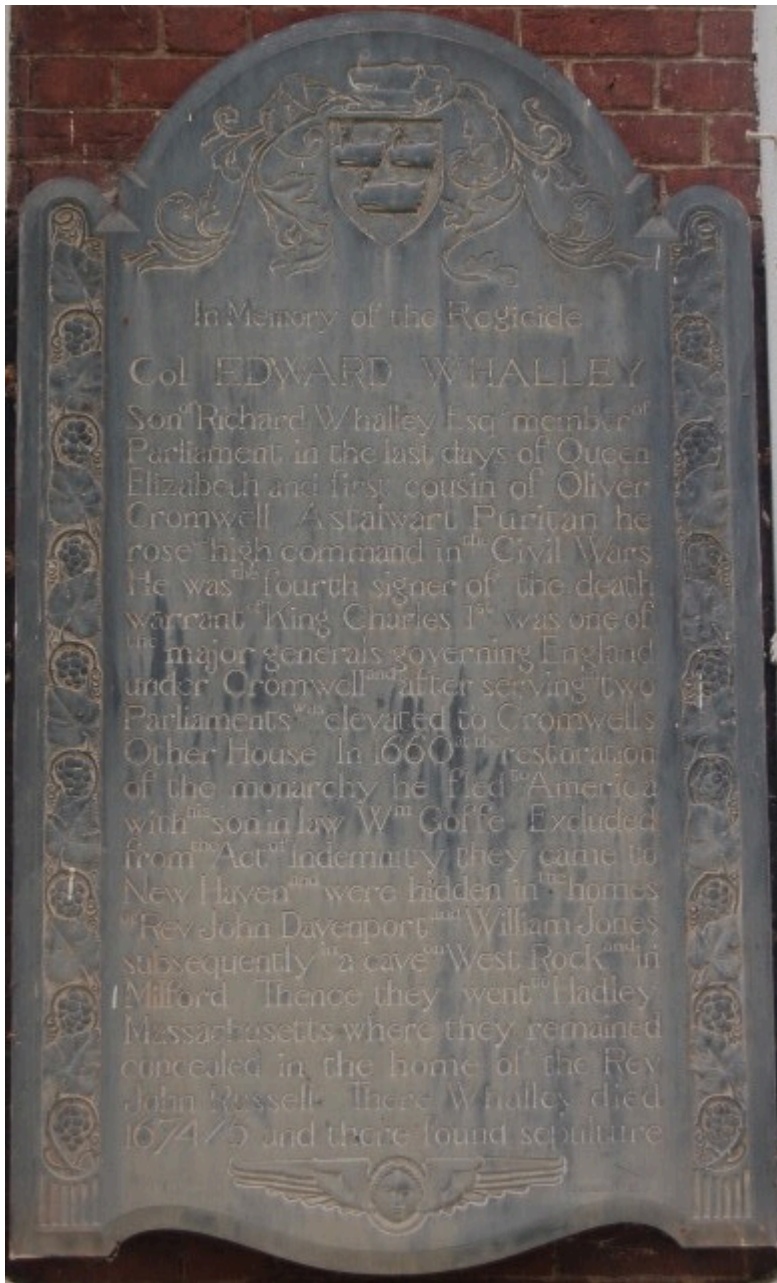 In Memory of the Regicide
Col EDWARD WHALLEY
Son of Richard Whalley Esq member of
Parliament in the last days of Queen
Elizabeth and first cousin of Oliver
Cromwell A stalwart Puritan he
rose to high command in the Civil Wars
He was the fourth signer of the death
warrant of King Charles Ist was one of
the major generals governing England
under Cromwell and after serving two
Parliaments was elevated to Cromwells
Other House In 1660 at the restoration
of the monarchy he fled to America
with his son in law Wm Goffe Excluded
from the Act of Indemnity they came to
New Haven and were hidden in the homes
of Rev John Davenport and William Jones
subsequently in a cave on West Rock and in
Milford Thence they went to Hadley
Massachusetts where they remained
concealed in the home of the Rev
John Russell There Whalley died
1674/5 and there found sepulture